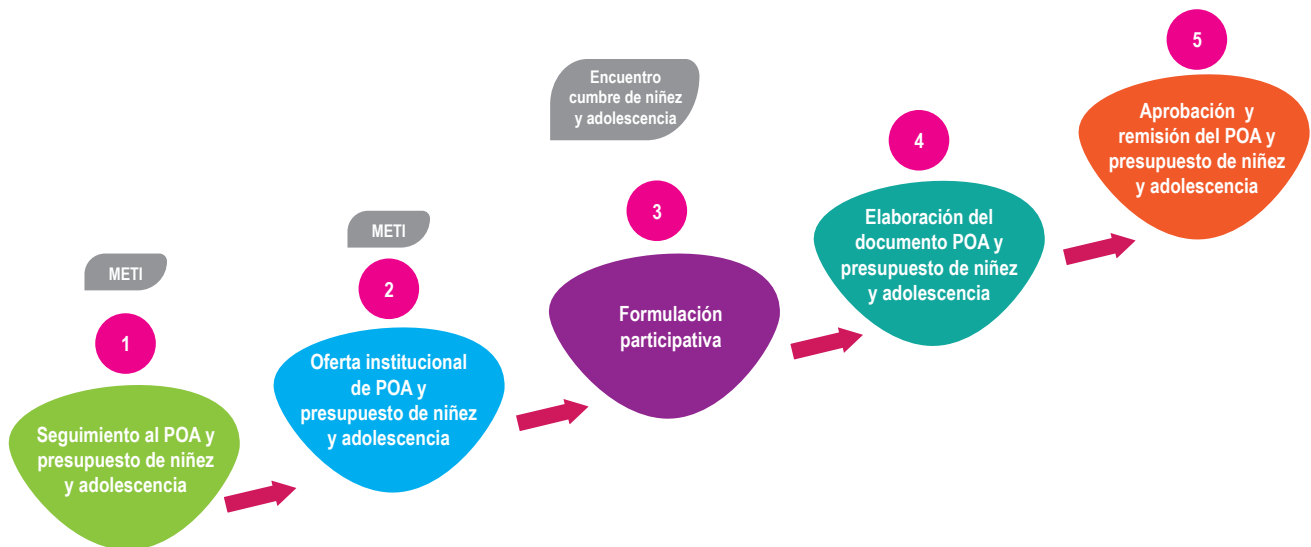 METI
1
Seguimiento al POA y
presupuesto de niñez
y adolescencia
METI
2
Oferta institucional
de POA y
presupuesto de niñez
y adolescencia
Encuentro
cumbre de niñez
y adolescencia
3
Formulación
participativa
4
Elaboración del
documento POA y
presupuesto de niñez
y adolescencia
5
Aprobación y
remisión del POA y
presupuesto de niñez
y adolescencia